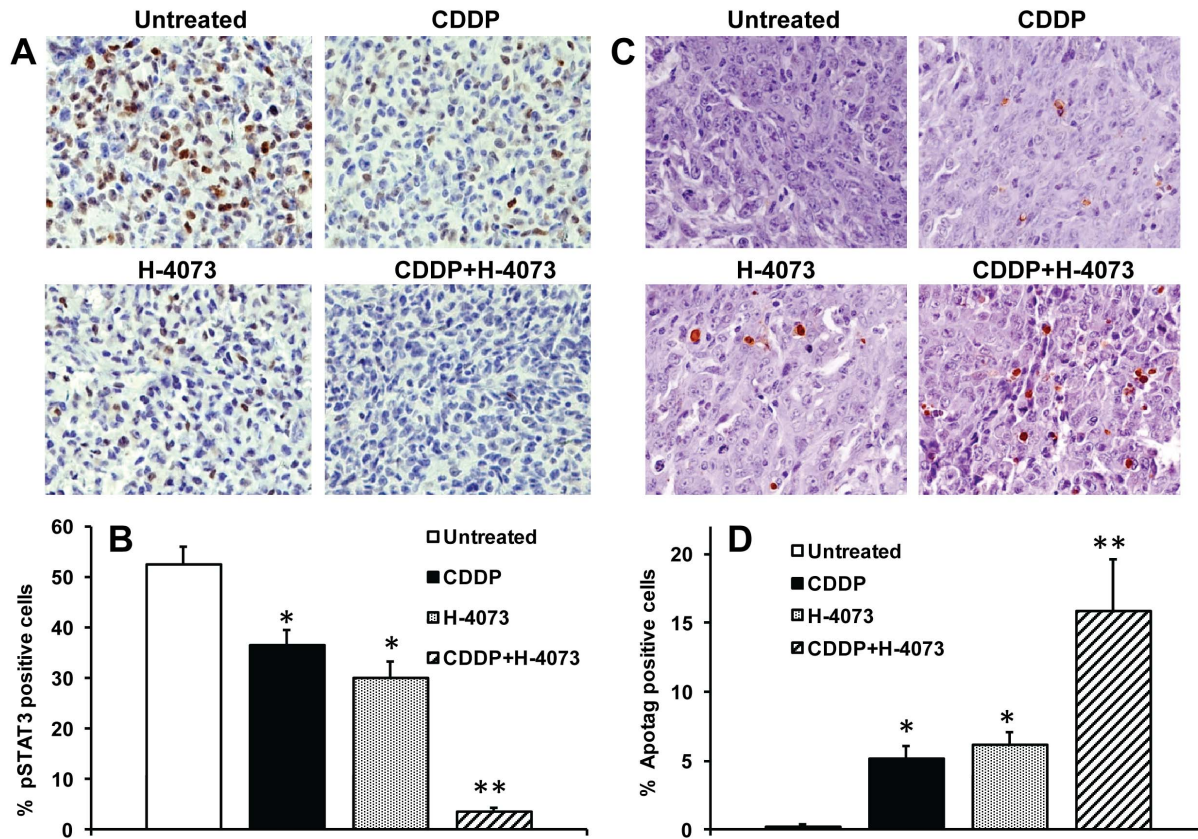 Untreated
CDDP
A
H-4073
CDDP+H-4073
Untreated
CDDP
C
H-4073
CDDP+H-4073
B
% pSTAT3 positive cells
60
50
40
30
20
10
0
Untreated
CDDP
H-4073
CDDP+H-4073
*
*
**
D
% Apotag positive cells
20
15
10
5
0
Untreated
CDDP
H-4073
CDDP+H-4073
*
*
**